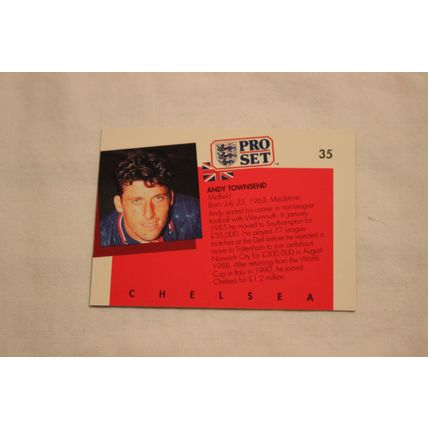 PRO
SET
TM
35
ANDY TOWNSEND
Midfield
Born: July 23, 1963, Maidstone
Andy started his career in non-league
football with Weymouth. In January
1985 he moved to Southampton for
£35,000. He played 77 League
matches at the Dell before he rejected a
move to Tottenham to join ambitious
Norwich City for £300,000 in August
1988. After returning from the World
Cup in Italy in 1990, he joined
Chelsea for £1.2 million.
CHELSEA